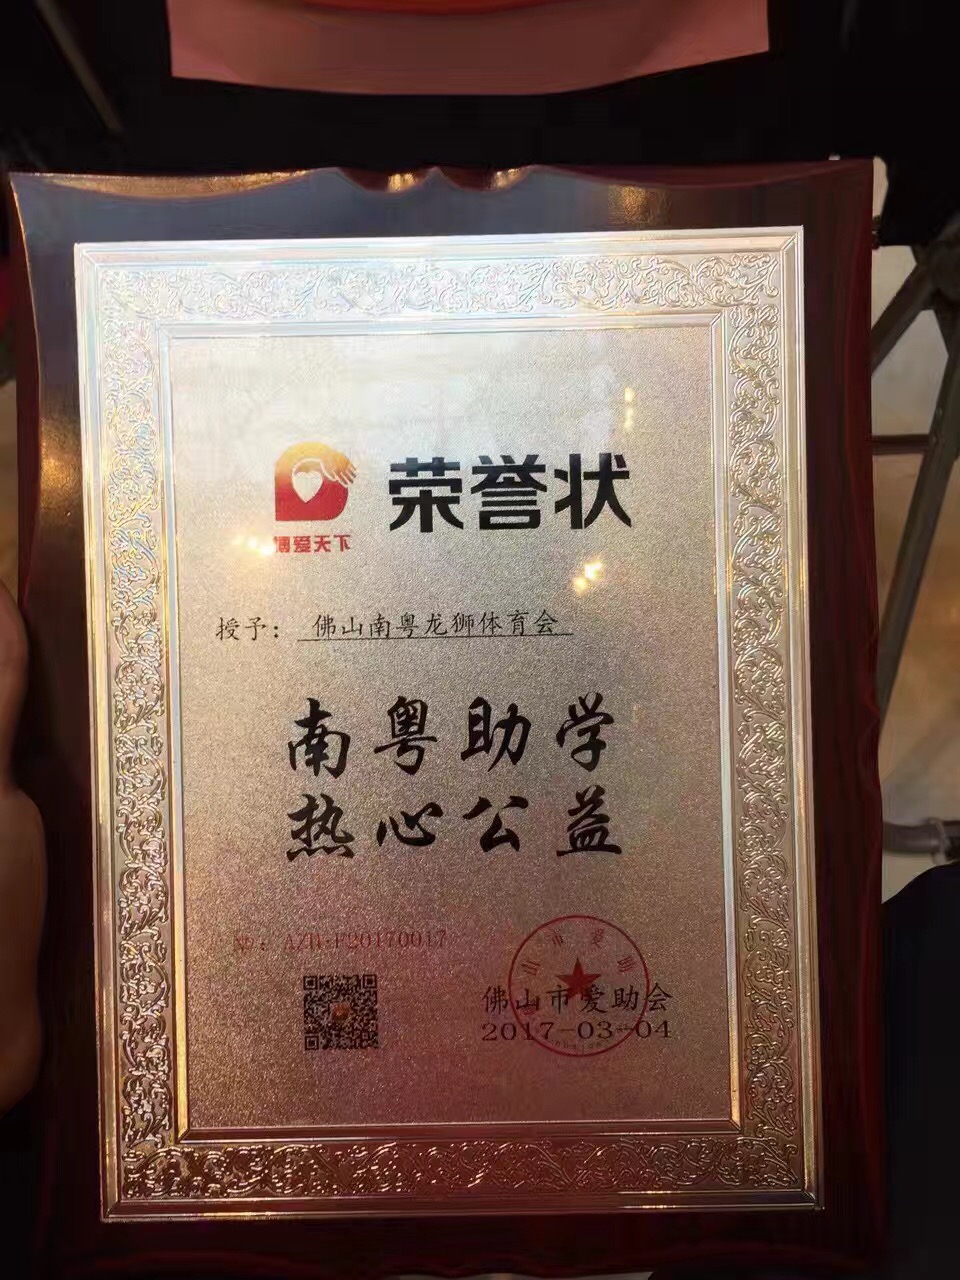 荣誉状
博爱天下
授予：佛山南粤龙狮体育会
南粤助学
热心公益
佛山市爱助会
2017-03-04